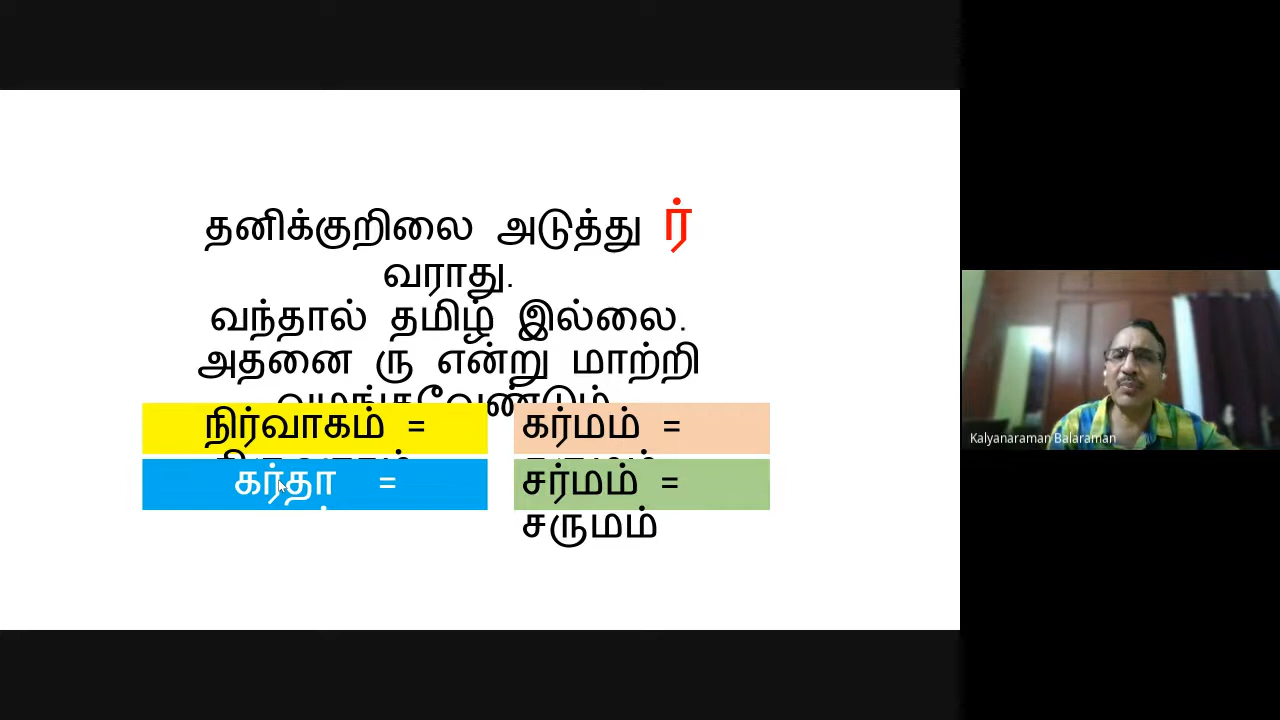 தனிக்குறிலை அடுத்து ர்
வராது.
வந்தால் தமிழ் இல்லை.
அதனை ரு என்று மாற்றி
நிர்வாகம் =
கர்மம் =
கர்தா =
சர்மம் =
சருமம்
Kalyanaraman Balaraman